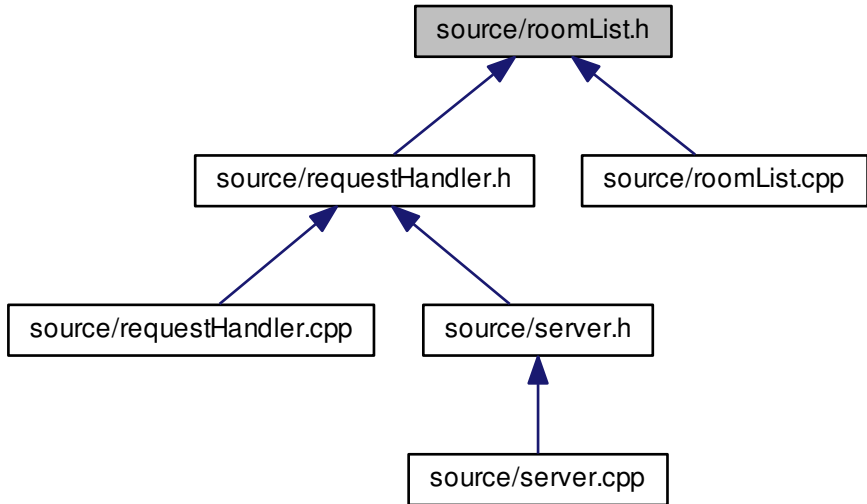 source/roomList.h
source/requestHandler.h
source/roomList.cpp
source/requestHandler.cpp
source/server.h
source/server.cpp